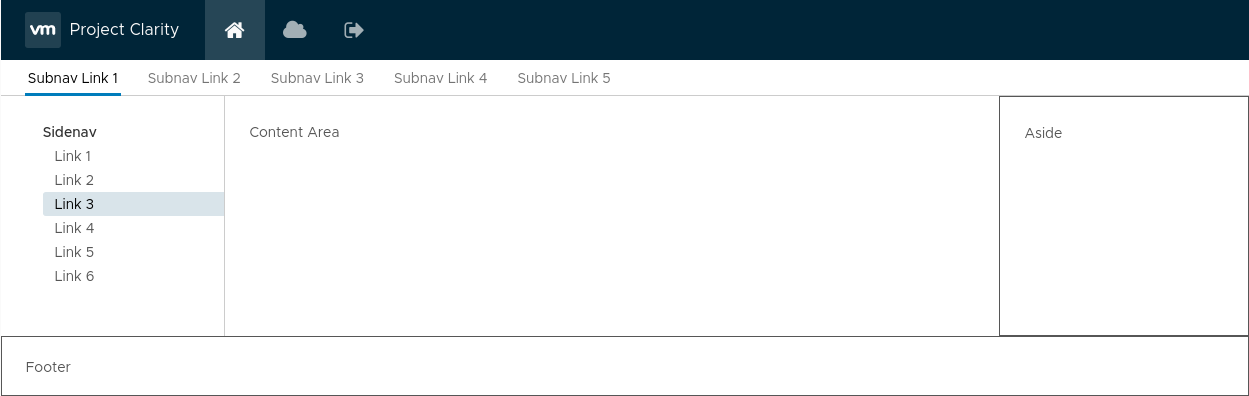 vm Project Clarity
Subnav Link 1 Subnav Link 2 Subnav Link 3 Subnav Link 4 Subnav Link 5
Sidenav
Link 1
Link 2
Link 3
Link 4
Link 5
Link 6
Content Area
Aside
Footer